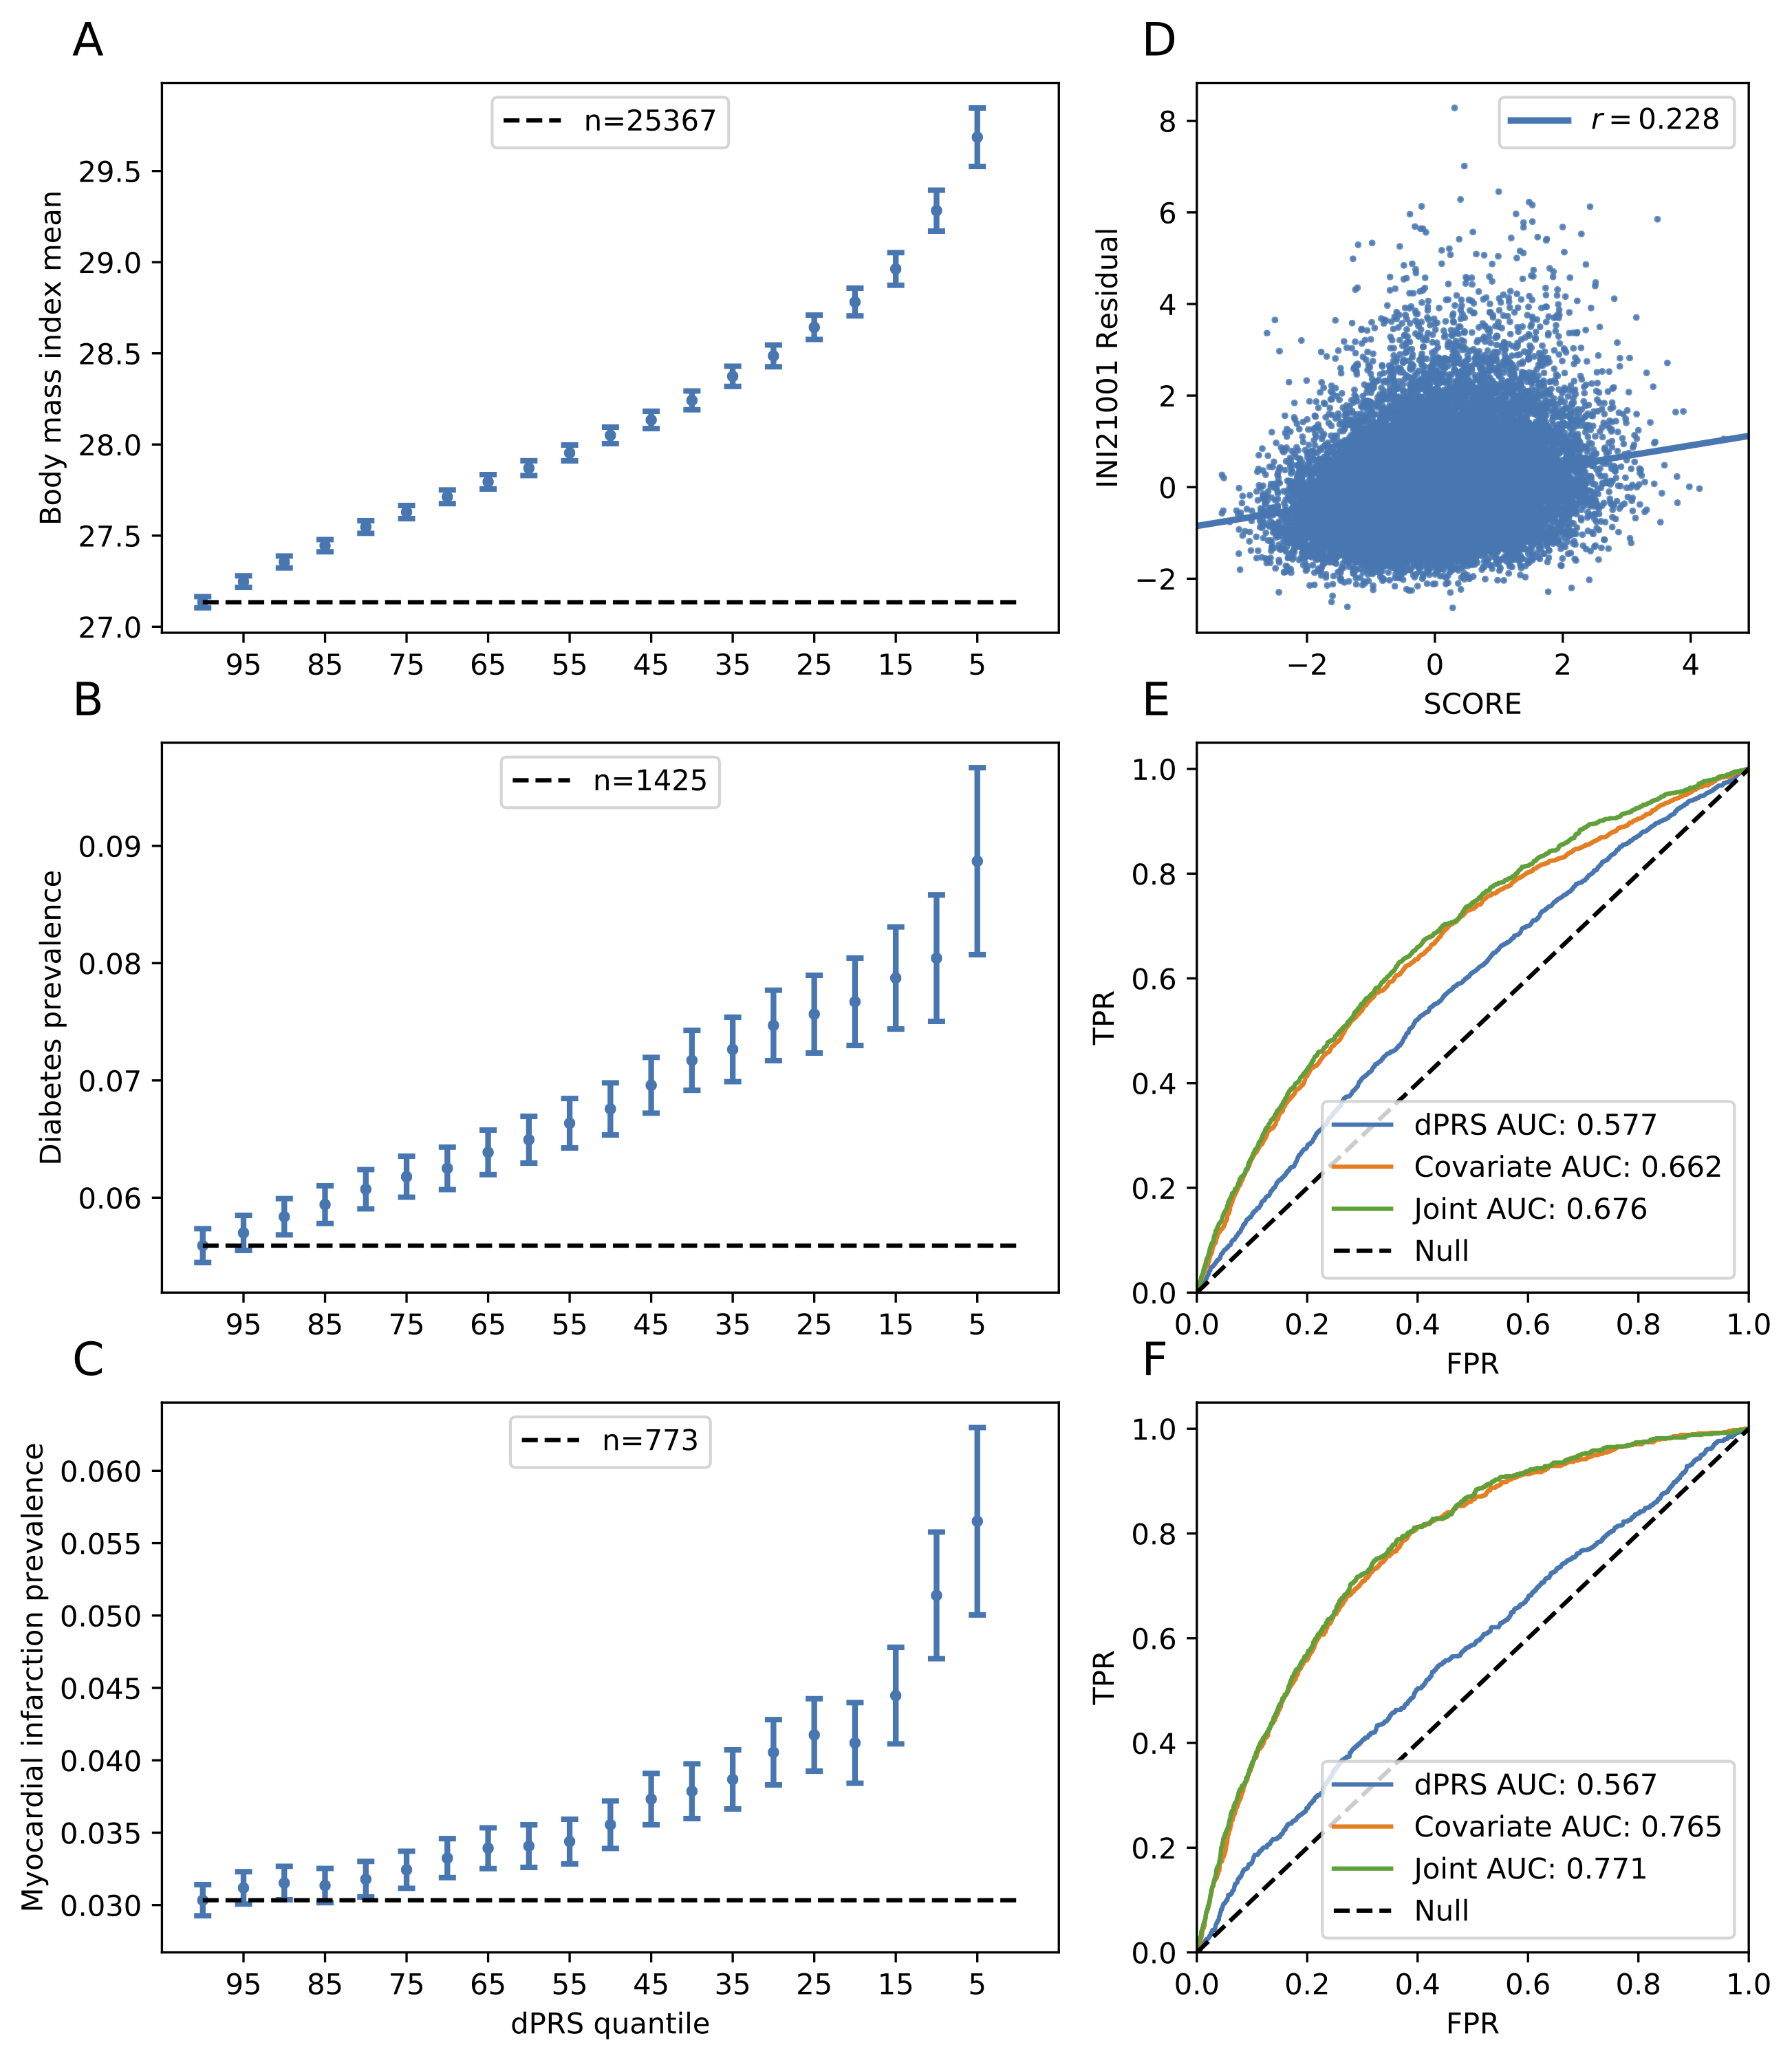 A
n=25367
Body mass index mean
29.5
29.0
28.5
28.0
27.5
27.0
95 85 75 65 55 45 35 25 15 5
D
r = 0.228
INI21001 Residual
8
6
4
2
0
−2
−2 0 2 4
SCORE
B
n=1425
Diabetes prevalence
0.09
0.08
0.07
0.06
95 85 75 65 55 45 35 25 15 5
E
TPR
1.0
0.8
0.6
0.4
0.2
0.0
dPRS AUC: 0.577
Covariate AUC: 0.662
Joint AUC: 0.676
Null
0.0 0.2 0.4 0.6 0.8 1.0
FPR
C
n=773
Myocardial infarction prevalence
0.060
0.055
0.050
0.045
0.040
0.035
0.030
95 85 75 65 55 45 35 25 15 5
dPRS quantile
F
TPR
1.0
0.8
0.6
0.4
0.2
0.0
dPRS AUC: 0.567
Covariate AUC: 0.765
Joint AUC: 0.771
Null
0.0 0.2 0.4 0.6 0.8 1.0
FPR